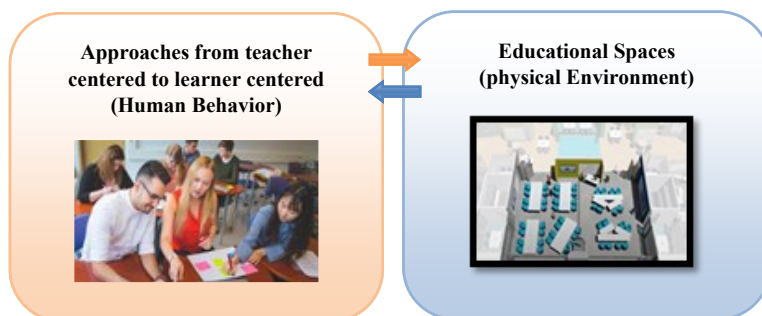 Approaches from teacher
centered to learner centered
(Human Behavior)
Educational Spaces
(physical Environment)